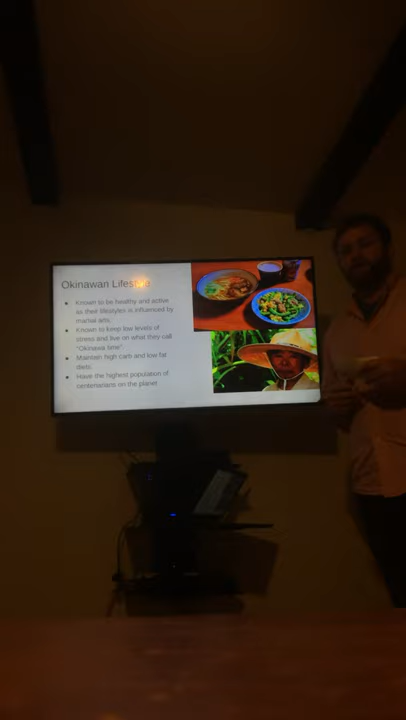 Okinawan Lifestyle
• Known to be healthy and active
as their lifestyles is influenced by
martial arts.
• Known to keep low levels of
stress and live on what they call
"Okinawa time"
• Maintain high carb and low fat
diets.
• Have the highest population of
centenarians on the planet